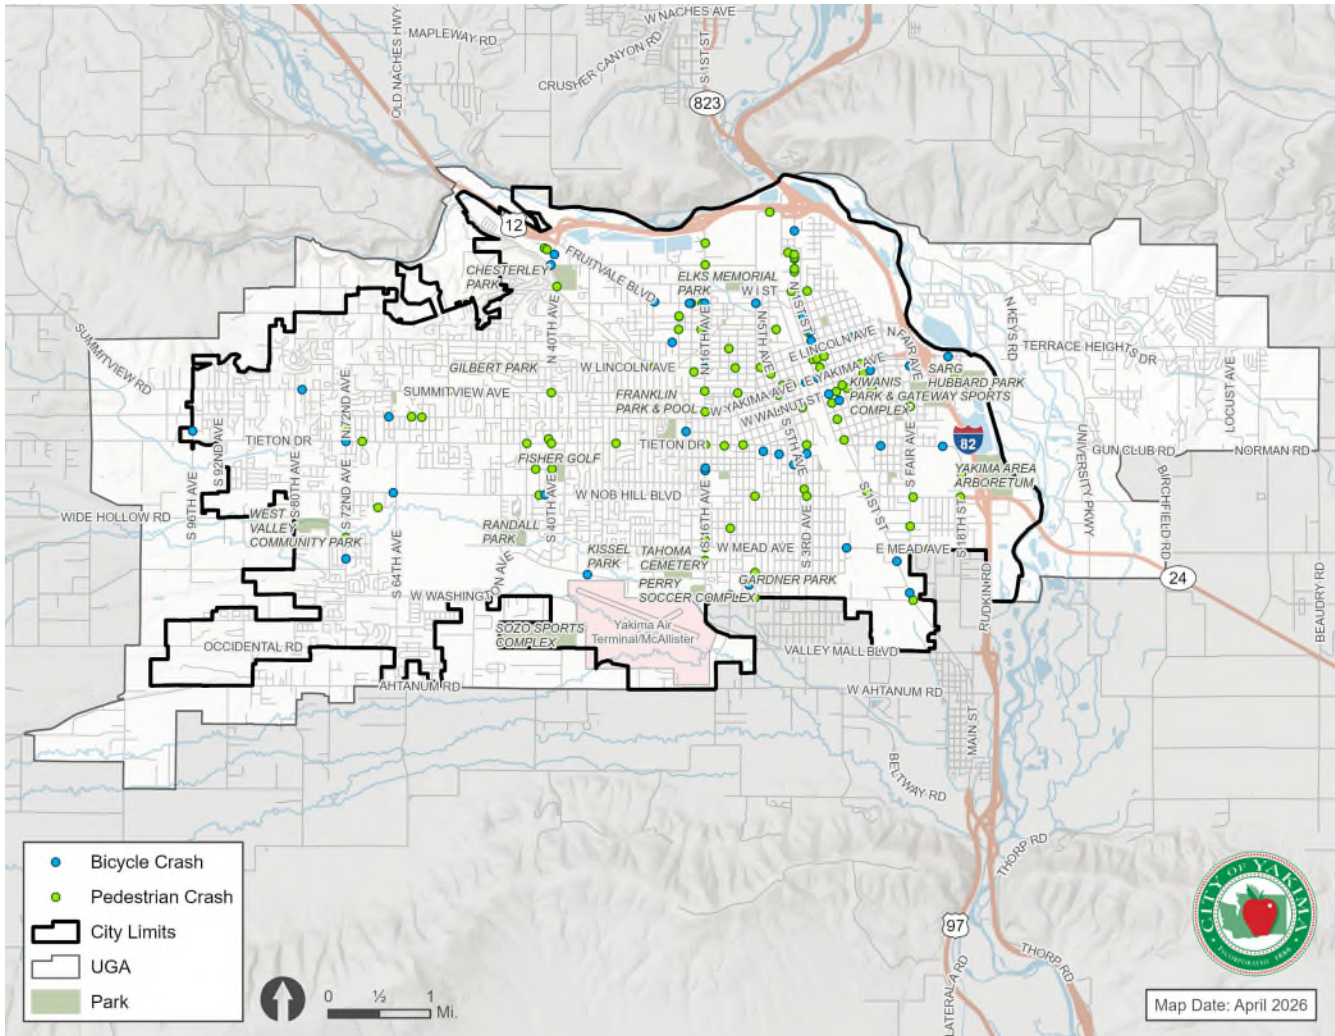 W NACHES AVE
MAPLEWAY RD
OLD NACHES HWY
CRUSHER CANYON RD
S 1ST ST
823
12
FRUITVALE BLVD
CHESTERLEY
PARK
ELKS MEMORIAL
PARK
W I ST
N 1ST ST
N 40TH AVE
N 16TH AVE
N 5TH AVE
N FAIR AVE
N KEYS RD
SUMMITVIEW RD
E LINCOLN AVE
TERRACE HEIGHTS DR
GILBERT PARK
W LINCOLN AVE
E YAKIMA AVE
SARG
HUBBARD PARK
KIWANIS
PARK & GATEWAY SPORTS
COMPLEX
LOCUST AVE
SUMMITVIEW AVE
FRANKLIN
PARK & POOL
W YAKIMA AVE
W WALNUT ST
N 72ND AVE
S 92ND AVE
TIETON DR
TIETON DR
S 5TH AVE
S FAIR AVE
82
UNIVERSITY PKWY
GUN CLUB RD
NORMAN RD
FISHER GOLF
S 80TH AVE
S 96TH AVE
S 72ND AVE
S 40TH AVE
W NOB HILL BLVD
S 16TH AVE
S 1ST ST
YAKIMA AREA
ARBORETUM
BIRCHFIELD RD
WIDE HOLLOW RD
WEST
VALLEY
COMMUNITY PARK
RANDALL
PARK
S 18TH ST
S 64TH AVE
KISSEL
PARK
TAHOMA
CEMETERY
W MEAD AVE
S 3RD AVE
E MEAD AVE
24
W WASHINGTON AVE
PERRY
SOCCER COMPLEX
GARDNER PARK
RUDKIN RD
BEAUDRY RD
SOZO SPORTS
COMPLEX
Yakima Air
Terminal/McAllister
OCCIDENTAL RD
VALLEY MALL BLVD
AHTANUM RD
W AHTANUM RD
MAIN ST
BELTWAY RD
THORP RD
97
THORP RD
LATERAL A RD
Bicycle Crash
Pedestrian Crash
City Limits
UGA
Park
0 ½ 1
Mi.
CITY OF YAKIMA
INCORPORATED 1886
Map Date: April 2026